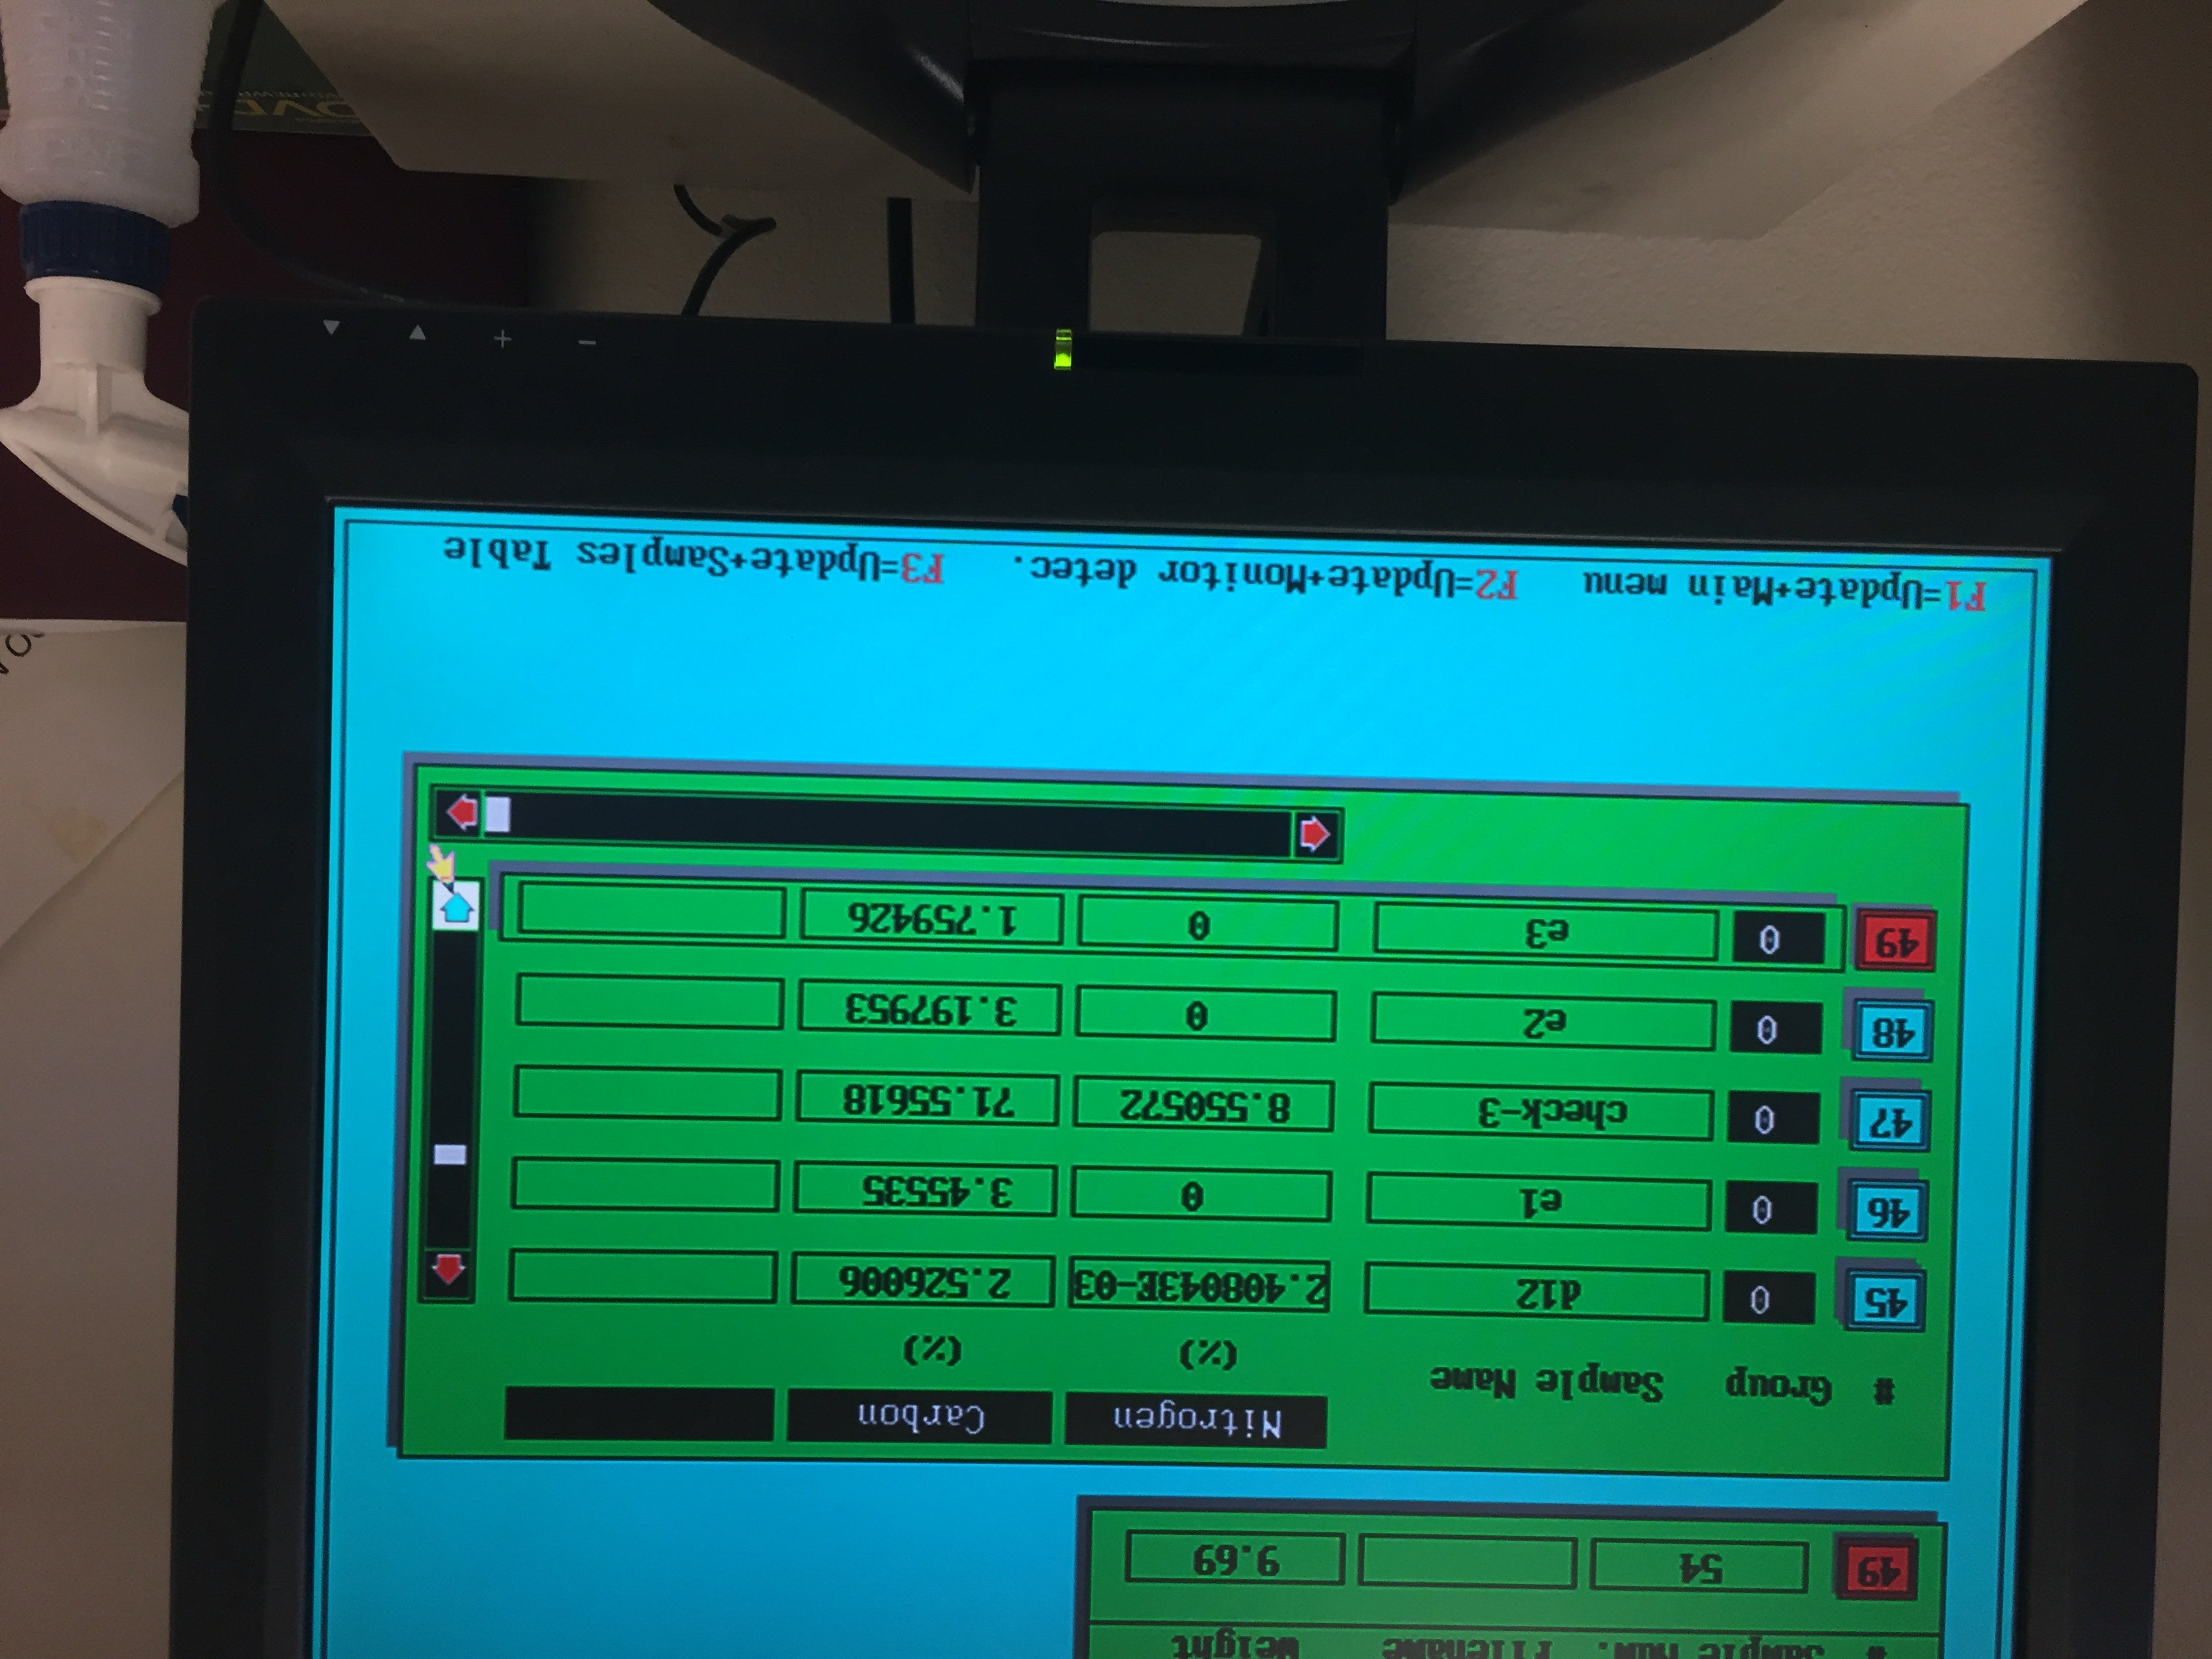 # Sample Num. Filename Weight
49 54 9.69
Nitrogen Carbon
# Group Sample Name (%) (%)
45 0 d12 2.408043E-03 2.526006
46 0 e1 0 3.45535
47 0 check-3 8.550572 71.55618
48 0 e2 0 3.197953
49 0 e3 0 1.759426
F1=Update+Main menu F2=Update+Monitor detec. F3=Update+Samples Table
- +